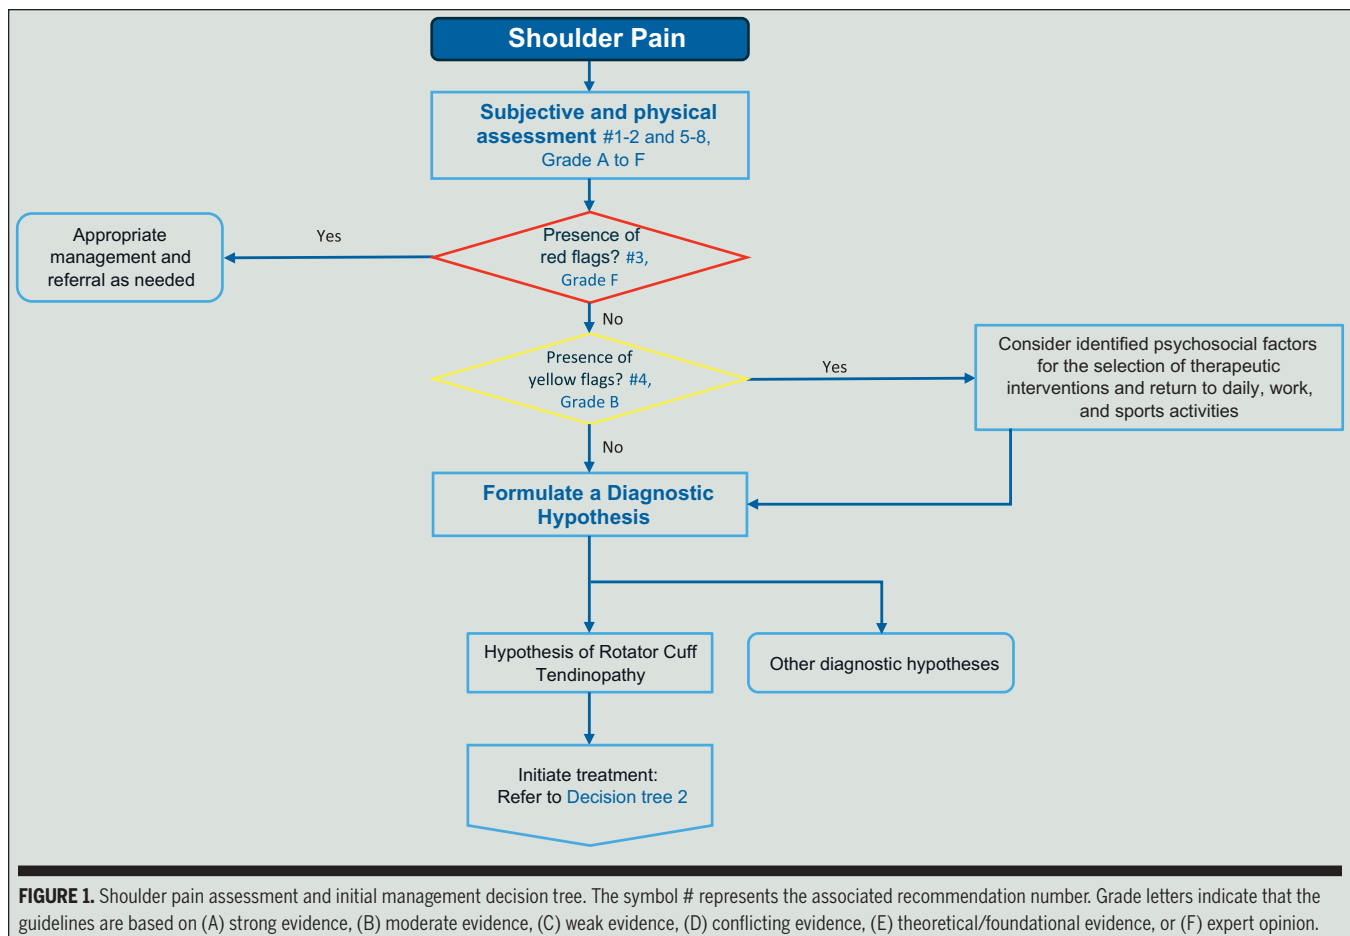 Shoulder Pain
Subjective and physical
assessment #1-2 and 5-8,
Grade A to F
Presence of
red flags? #3,
Grade F
Yes
Appropriate
management and
referral as needed
No
Presence of
yellow flags? #4,
Grade B
Yes
Consider identified psychosocial factors
for the selection of therapeutic
interventions and return to daily, work,
and sports activities
No
Formulate a Diagnostic
Hypothesis
Hypothesis of Rotator Cuff
Tendinopathy
Other diagnostic hypotheses
Initiate treatment:
Refer to Decision tree 2
FIGURE 1. Shoulder pain assessment and initial management decision tree. The symbol # represents the associated recommendation number. Grade letters indicate that the
guidelines are based on (A) strong evidence, (B) moderate evidence, (C) weak evidence, (D) conflicting evidence, (E) theoretical/foundational evidence, or (F) expert opinion.